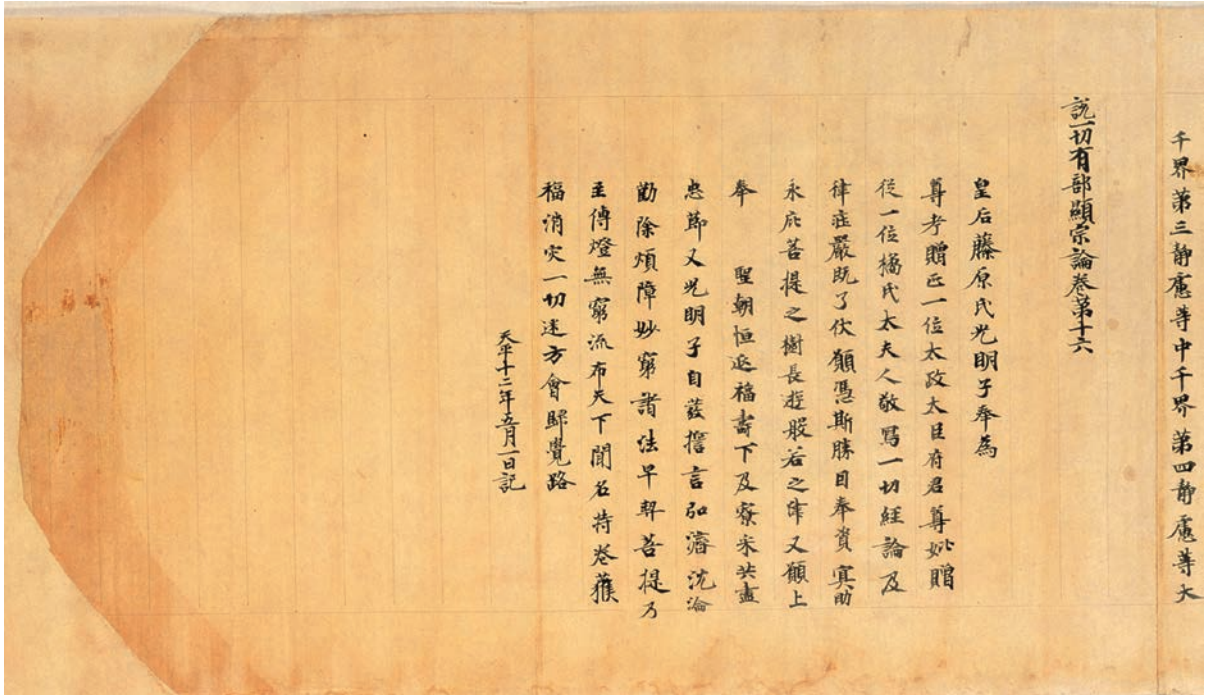 千界第三静慮等中千界第四静慮等大
説一切有部顯宗論卷第十六
皇后藤原氏光明子奉為
尊考贈正一位太政太臣府君尊妣贈
從一位橘氏太夫人敬寫一切經論及
律莊嚴既了伏願憑斯勝因奉資冥助
永庇菩提之樹長遊般若之津又願上
奉 聖朝恒延福壽下及寮采共盡
忠節又光明子自發誓言弘濟沈淪
勤除煩障妙窮諸法早契菩提乃
至傳燈無窮流布天下聞名持卷獲
福消灾一切迷方會歸覺路
天平十二年五月一日記